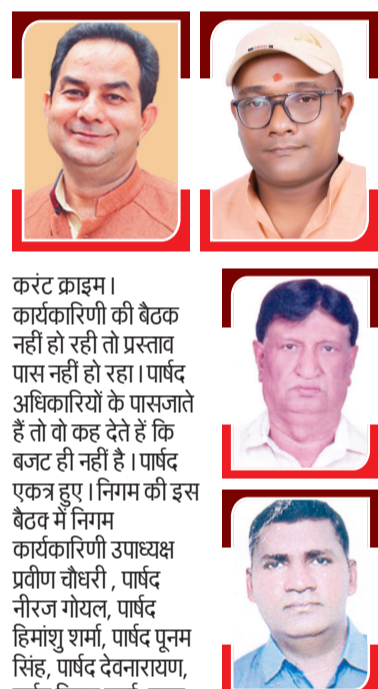 करंट क्राइम।
कार्यकारिणी की बैठक
नहीं हो रही तो प्रस्ताव
पास नहीं हो रहा। पार्षद
अधिकारियों के पासजाते
हैं तो वो कह देते हें कि
बजट ही नहीं है। पार्षद
एकत्र हुए। निगम की इस
बैठक में निगम
कार्यकारिणी उपाध्यक्ष
प्रवीण चौधरी , पार्षद
नीरज गोयल, पार्षद
हिमांशु शर्मा, पार्षद पूनम
सिंह, पार्षद देवनारायण,